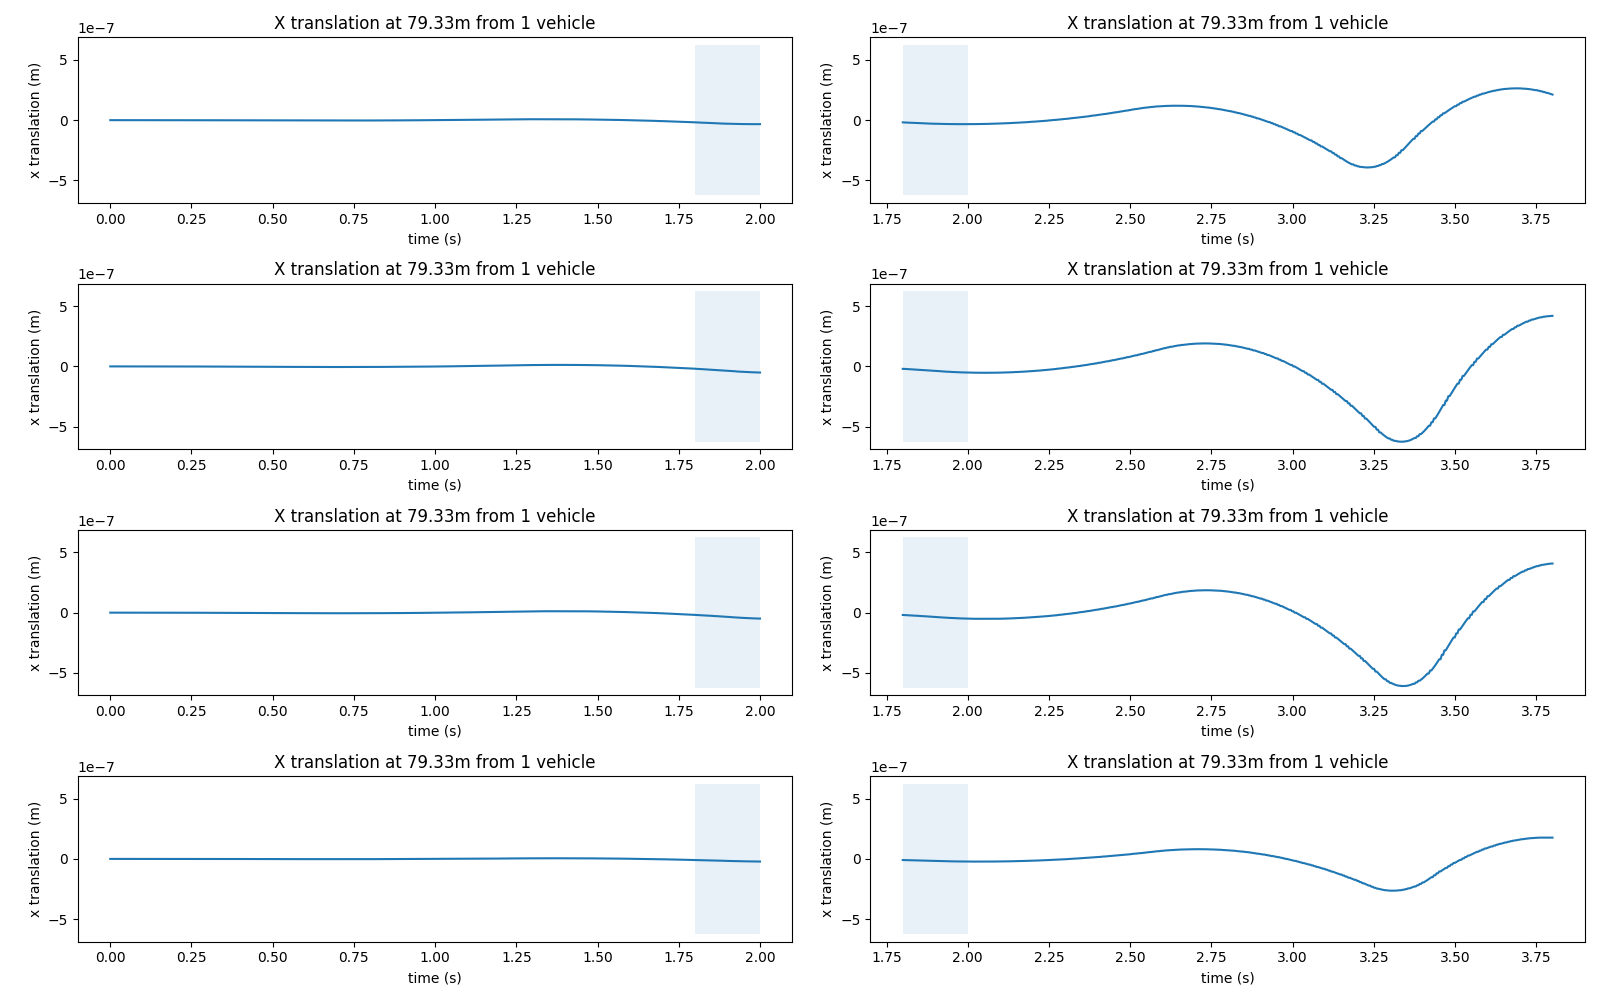 X translation at 79.33m from 1 vehicle
1e−7
x translation (m)
5
0
−5
0.00 0.25 0.50 0.75 1.00 1.25 1.50 1.75 2.00
time (s)
X translation at 79.33m from 1 vehicle
1e−7
x translation (m)
5
0
−5
1.75 2.00 2.25 2.50 2.75 3.00 3.25 3.50 3.75
time (s)
X translation at 79.33m from 1 vehicle
1e−7
x translation (m)
5
0
−5
0.00 0.25 0.50 0.75 1.00 1.25 1.50 1.75 2.00
time (s)
X translation at 79.33m from 1 vehicle
1e−7
x translation (m)
5
0
−5
1.75 2.00 2.25 2.50 2.75 3.00 3.25 3.50 3.75
time (s)
X translation at 79.33m from 1 vehicle
1e−7
x translation (m)
5
0
−5
0.00 0.25 0.50 0.75 1.00 1.25 1.50 1.75 2.00
time (s)
X translation at 79.33m from 1 vehicle
1e−7
x translation (m)
5
0
−5
1.75 2.00 2.25 2.50 2.75 3.00 3.25 3.50 3.75
time (s)
X translation at 79.33m from 1 vehicle
1e−7
x translation (m)
5
0
−5
0.00 0.25 0.50 0.75 1.00 1.25 1.50 1.75 2.00
time (s)
X translation at 79.33m from 1 vehicle
1e−7
x translation (m)
5
0
−5
1.75 2.00 2.25 2.50 2.75 3.00 3.25 3.50 3.75
time (s)